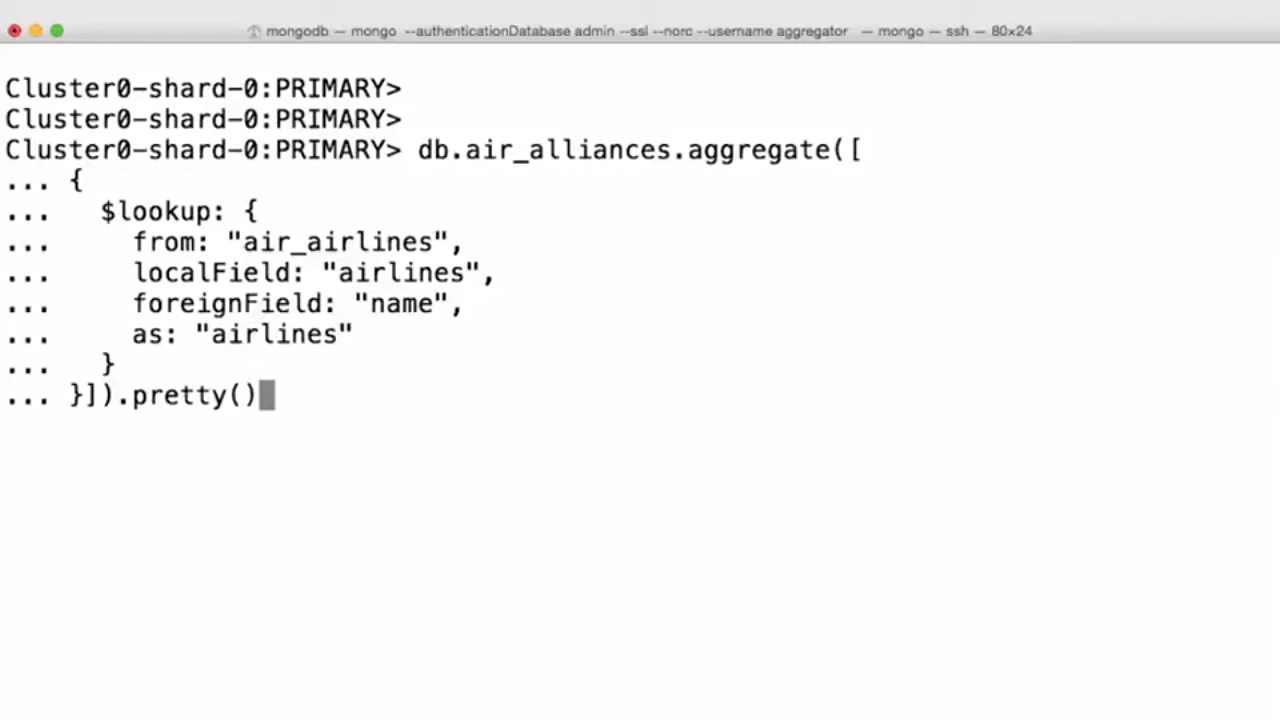 mongodb — mongo --authenticationDatabase admin --ssl --norc --username aggregator — mongo — ssh — 80×24
Cluster0-shard-0:PRIMARY>
Cluster0-shard-0:PRIMARY>
Cluster0-shard-0:PRIMARY> db.air_alliances.aggregate([
... {
...   $lookup: {
...     from: "air_airlines",
...     localField: "airlines",
...     foreignField: "name",
...     as: "airlines"
...   }
... }]).pretty()